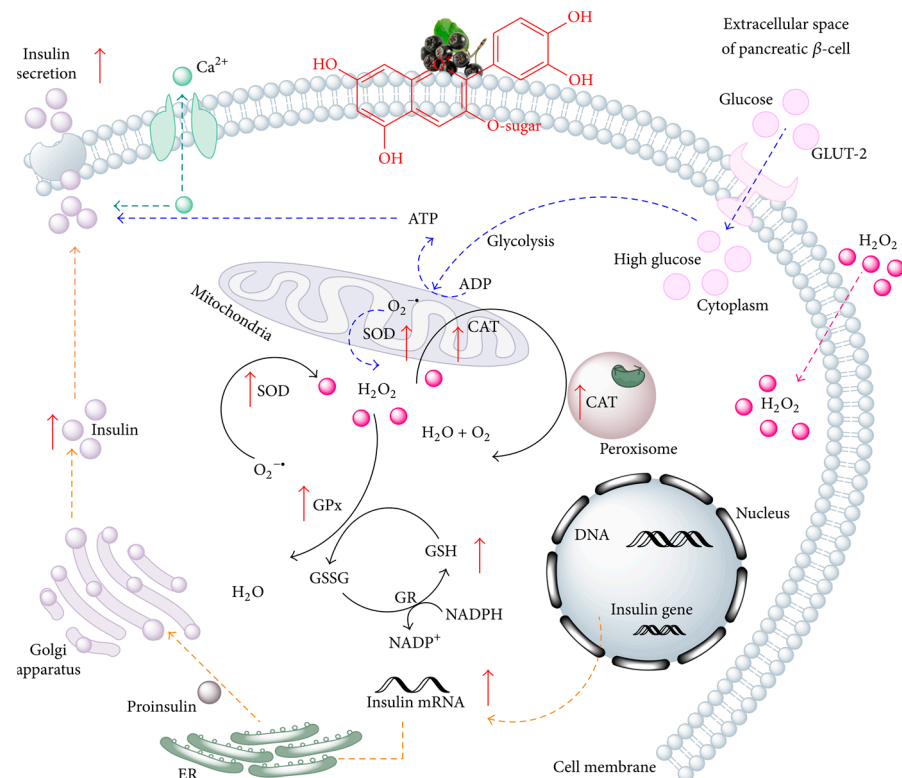 OH
Extracellular space
of pancreatic β-cell
Insulin
secretion
Ca²⁺
HO
OH
Glucose
O-sugar
GLUT-2
OH
ATP
Glycolysis
H₂O₂
High glucose
ADP
Cytoplasm
Mitochondria
O₂⁻•
SOD
CAT
SOD
H₂O₂
CAT
H₂O₂
Insulin
H₂O + O₂
Peroxisome
O₂⁻•
GPx
Nucleus
DNA
GSH
GSSG
H₂O
GR
NADPH
Insulin gene
NADP⁺
Golgi
apparatus
Proinsulin
Insulin mRNA
ER
Cell membrane